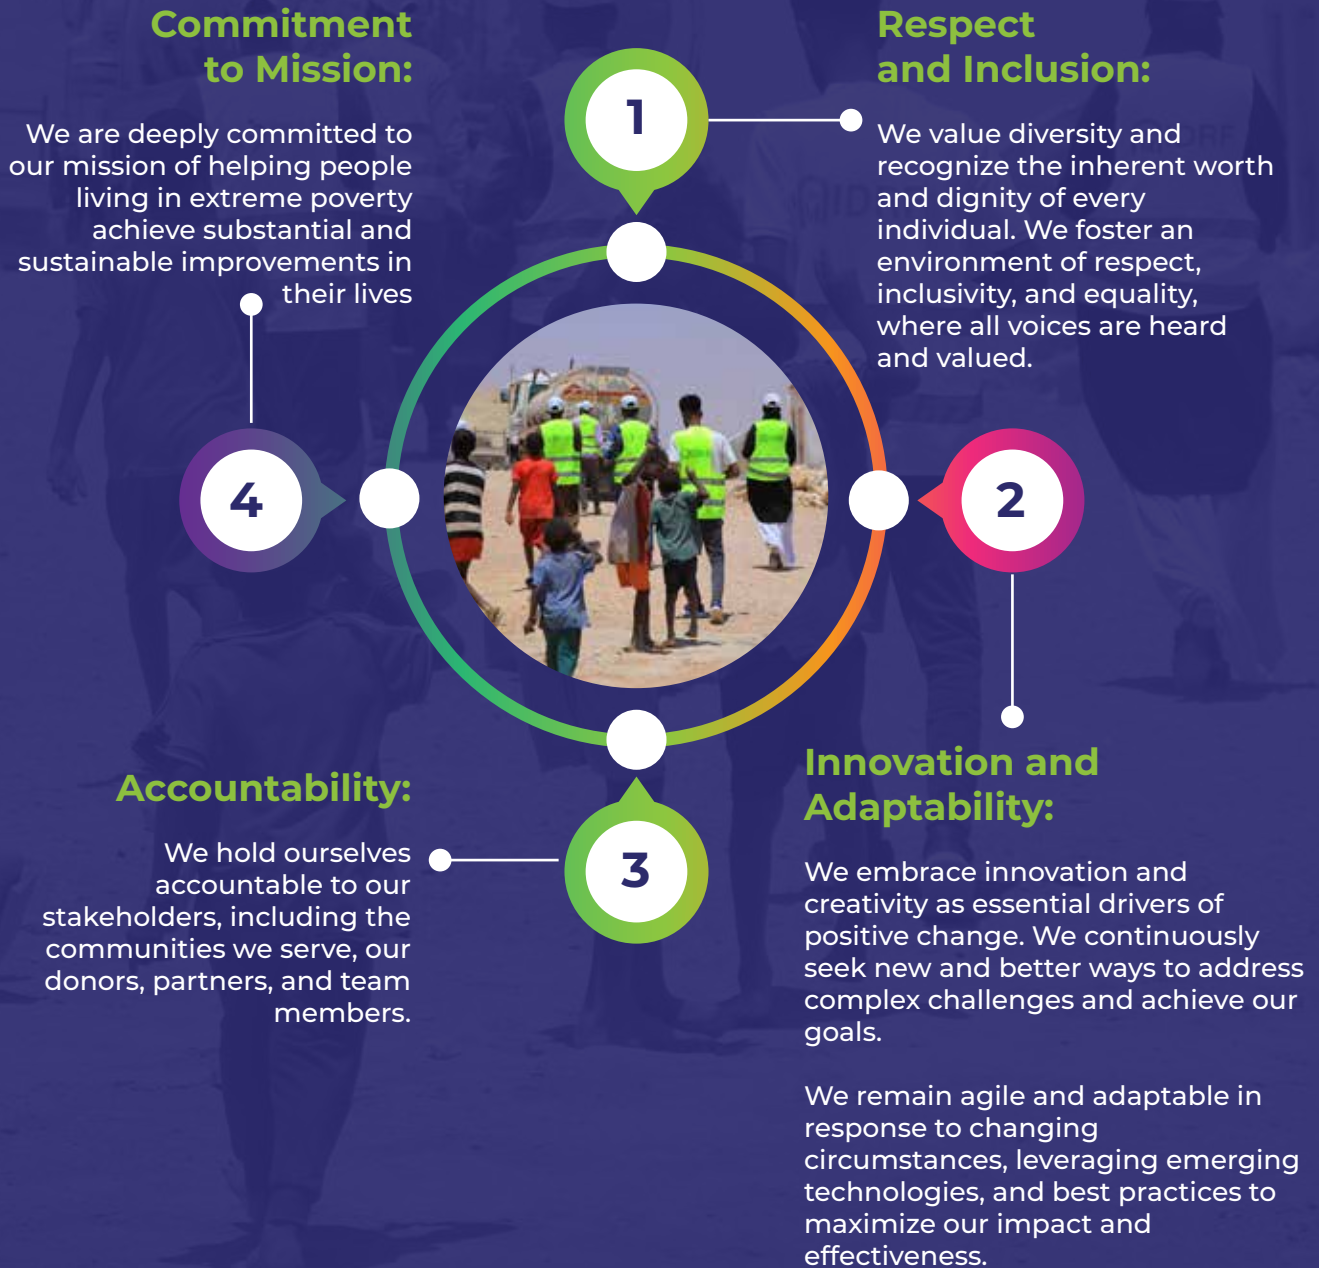 Commitment
to Mission:
We are deeply committed to
our mission of helping people
living in extreme poverty
achieve substantial and
sustainable improvements in
their lives
1
Respect
and Inclusion:
We value diversity and
recognize the inherent worth
and dignity of every
individual. We foster an
environment of respect,
inclusivity, and equality,
where all voices are heard
and valued.
4
2
Accountability:
We hold ourselves
accountable to our
stakeholders, including the
communities we serve, our
donors, partners, and team
members.
3
Innovation and
Adaptability:
We embrace innovation and
creativity as essential drivers of
positive change. We continuously
seek new and better ways to address
complex challenges and achieve our
goals.
We remain agile and adaptable in
response to changing
circumstances, leveraging emerging
technologies, and best practices to
maximize our impact and
effectiveness.